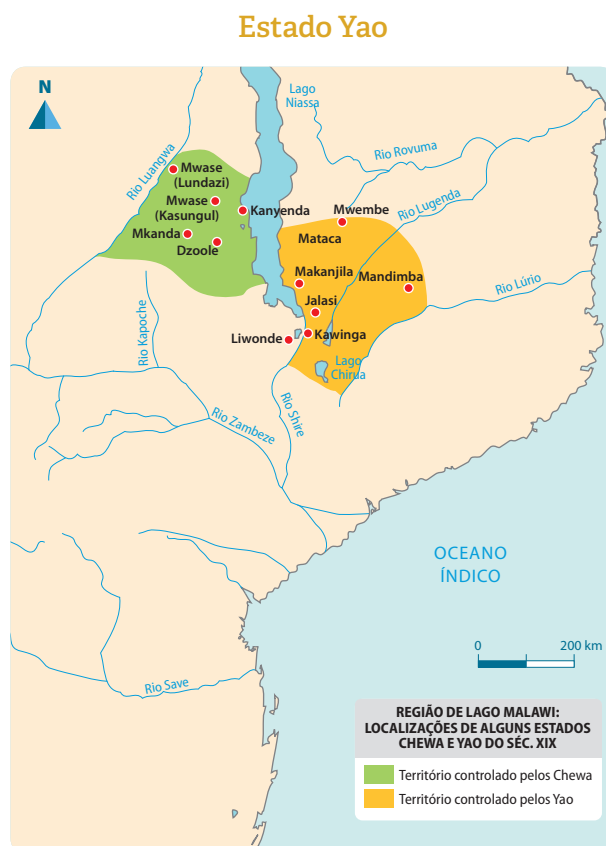 Estado Yao
N
Lago
Niassa
Rio Rovuma
Rio Luangwa
Mwase
(Lundazi)
Mwase
(Kasungul)
Kanyenda
Mwembe
Rio Lugenda
Mkanda
Dzoole
Mataca
Makanjila
Mandimba
Rio Lúrio
Jalasi
Rio Kapoche
Liwonde
Kawinga
Lago
Chirua
Rio Shire
Rio Zambeze
OCEANO
ÍNDICO
0
200 km
Rio Save
REGIÃO DE LAGO MALAWI:
LOCALIZAÇÕES DE ALGUNS ESTADOS
CHEWA E YAO DO SÉC. XIX
Território controlado pelos Chewa
Território controlado pelos Yao